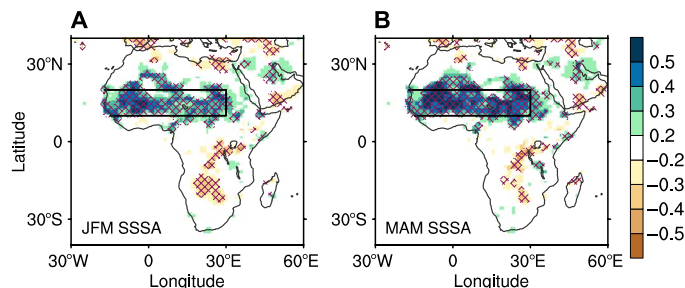 A
B
Latitude
30°N
0
30°S
JFM SSSA
30°W
0
30°E
60°E
Longitude
30°N
0
30°S
MAM SSSA
30°W
0
30°E
60°E
Longitude
0.5
0.4
0.3
0.2
−0.2
−0.3
−0.4
−0.5